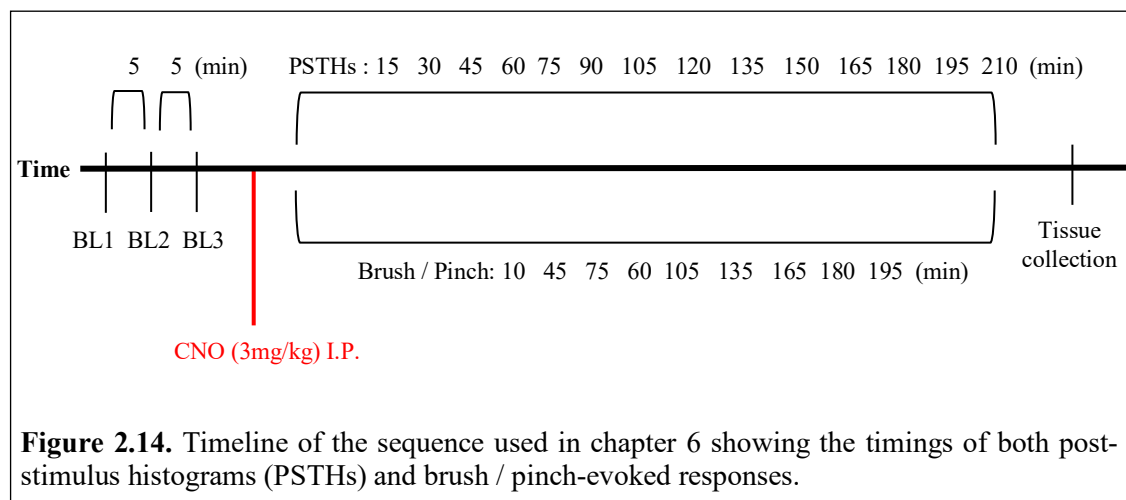 5 5 (min) PSTHs : 15 30 45 60 75 90 105 120 135 150 165 180 195 210 (min)
Time
BL1 BL2 BL3
Tissue
collection
Brush / Pinch: 10 45 75 60 105 135 165 180 195 (min)
CNO (3mg/kg) I.P.
Figure 2.14. Timeline of the sequence used in chapter 6 showing the timings of both post-
stimulus histograms (PSTHs) and brush / pinch-evoked responses.